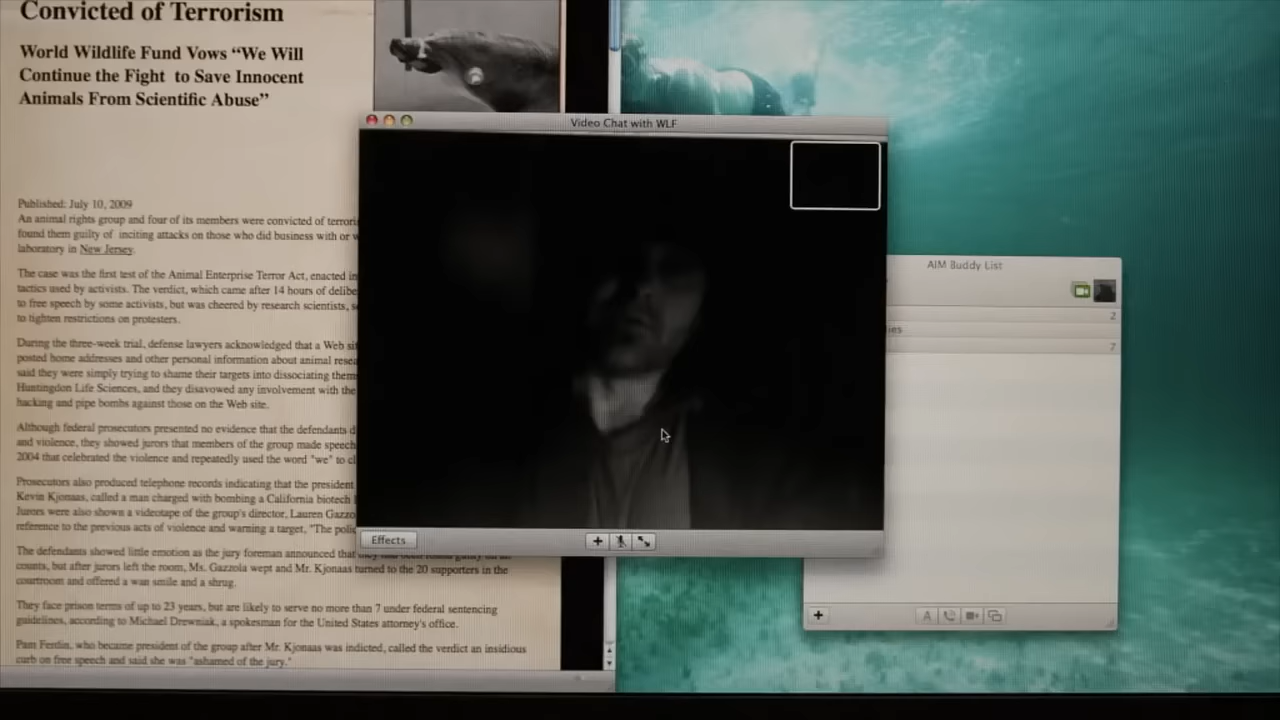 Convicted of Terrorism
World Wildlife Fund Vows “We Will
Continue the Fight to Save Innocent
Animals From Scientific Abuse”
Published: July 10, 2009
An animal rights group and four of its members were convicted of
found them guilty of inciting attacks on those who did business with or
laboratory in New Jersey.
The case was the first test of the Animal Enterprise Terror Act, enacted in
tactics used by activists. The verdict, which came after 14 hours of
to free speech by some activists, but was cheered by research scientists,
to tighten restrictions on protesters.
During the three-week trial, defense lawyers acknowledged that a Web
posted home addresses and other personal information about animal
said they were simply trying to shame their targets into dissociating
Huntingdon Life Sciences, and they disavowed any involvement with the
hacking and pipe bombs against those on the Web site.
Although federal prosecutors presented no evidence that the defendants
and violence, they showed jurors that members of the group made
2004 that celebrated the violence and repeatedly used the word "we" to
Prosecutors also produced telephone records indicating that the president
Kevin Kjonaas, called a man charged with bombing a California biotech
Jurors were also shown a videotape of the group's director, Lauren
reference to the previous acts of violence and warning a target, "The
The defendants showed little emotion as the jury foreman announced that
counts, but after jurors left the room, Ms. Gazzola wept and Mr. Kjonaas turned to the 20 supporters in the
courtroom and offered a wan smile and a shrug.
They face prison terms of up to 23 years, but are likely to serve no more than 7 under federal sentencing
guidelines, according to Michael Drewniak, a spokesman for the United States attorney's office.
Pam Ferdin, who became president of the group after Mr. Kjonaas was indicted, called the verdict an insidious
curb on free speech and said she was "ashamed of the jury."
Video Chat with WLF
Effects
AIM Buddy List
2
7
A